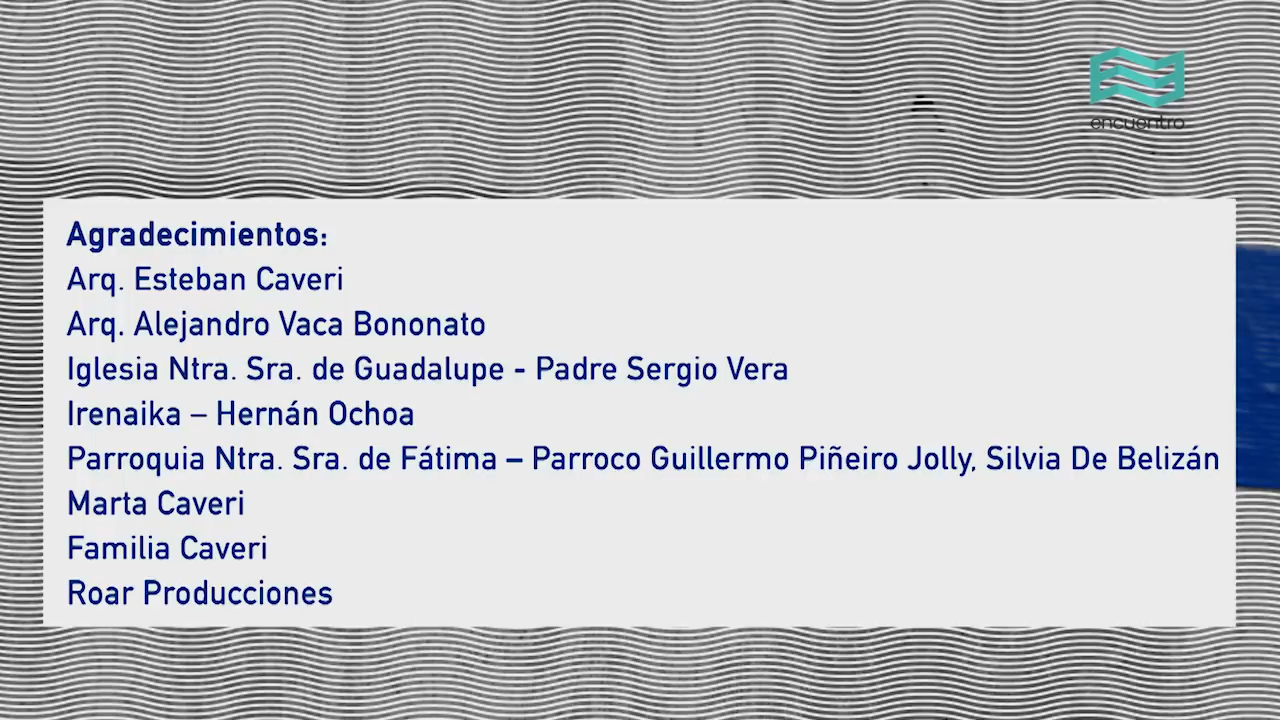 encuentro
Agradecimientos:
Arq. Esteban Caveri
Arq. Alejandro Vaca Bononato
Iglesia Ntra. Sra. de Guadalupe - Padre Sergio Vera
Irenaika – Hernán Ochoa
Parroquia Ntra. Sra. de Fátima – Parroco Guillermo Piñeiro Jolly, Silvia De Belizán
Marta Caveri
Familia Caveri
Roar Producciones